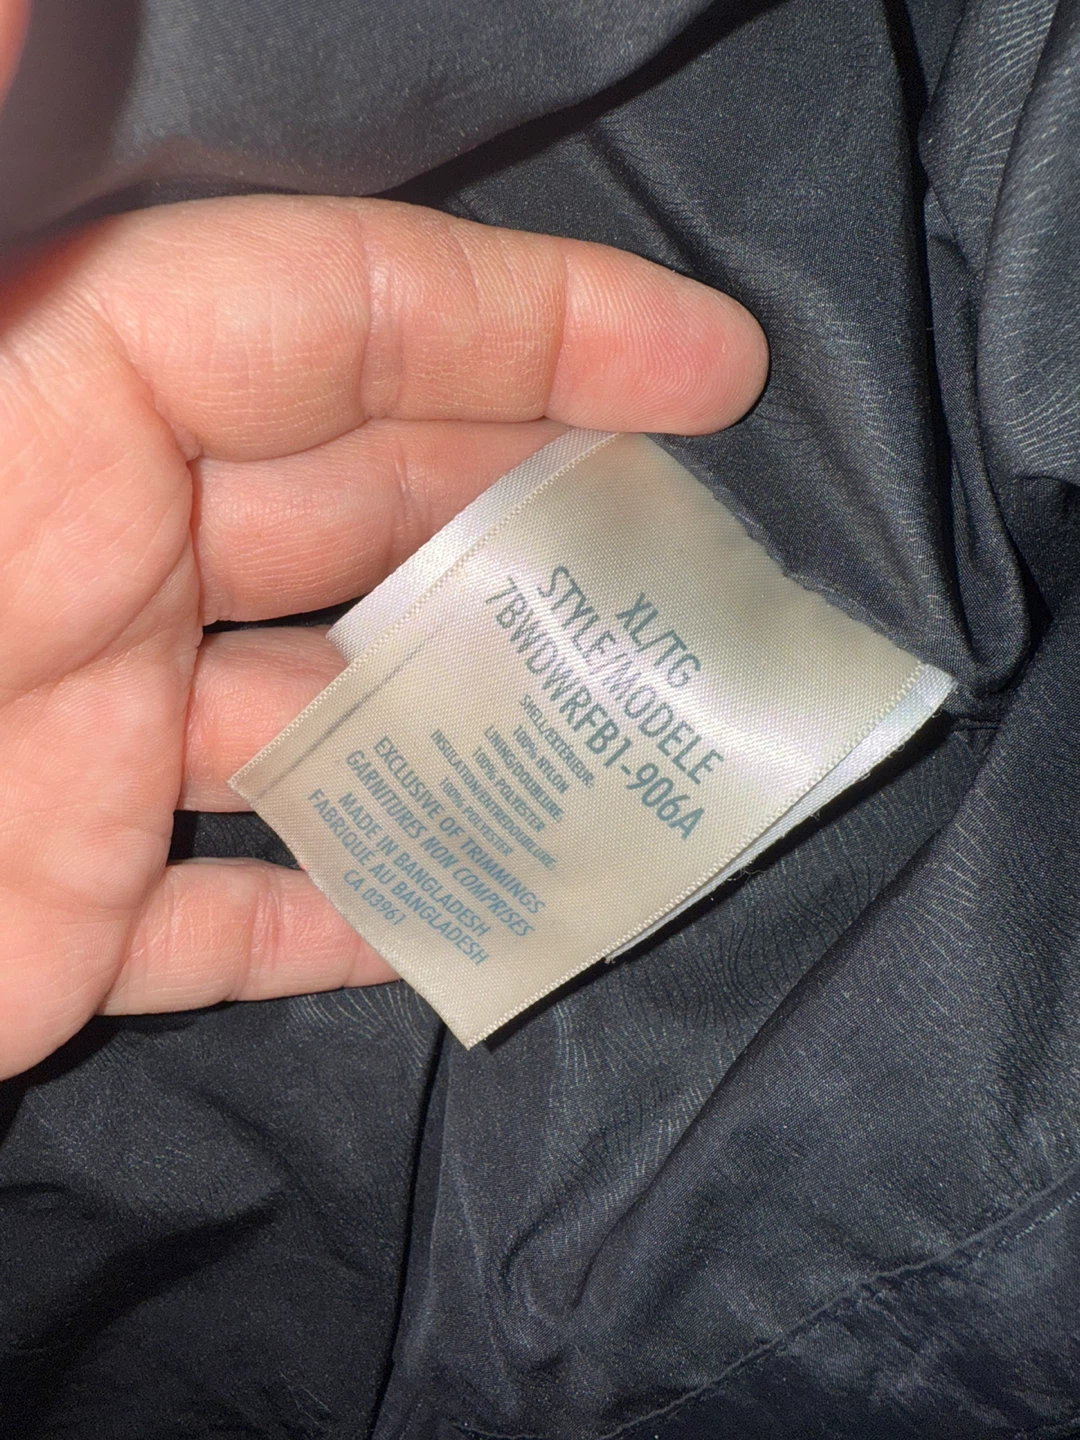 XL/TG
STYLE/MODELE
7BWDWRFB1-906A
SHELL/EXTÉRIEUR:
100% NYLON
LINING/DOUBLURE:
100% POLYESTER
INSULATION/ENTREDOUBLURE:
100% POLYESTER
EXCLUSIVE OF TRIMMINGS
GARNITURES NON COMPRISES
MADE IN BANGLADESH
FABRIQUE AU BANGLADESH
CA 03961